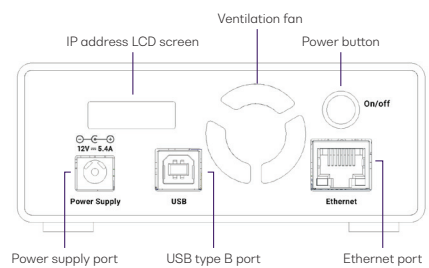 Ventilation fan
IP address LCD screen
Power button
On/off
12V ⎓ 5.4A
Power Supply
USB
Ethernet
Power supply port
USB type B port
Ethernet port